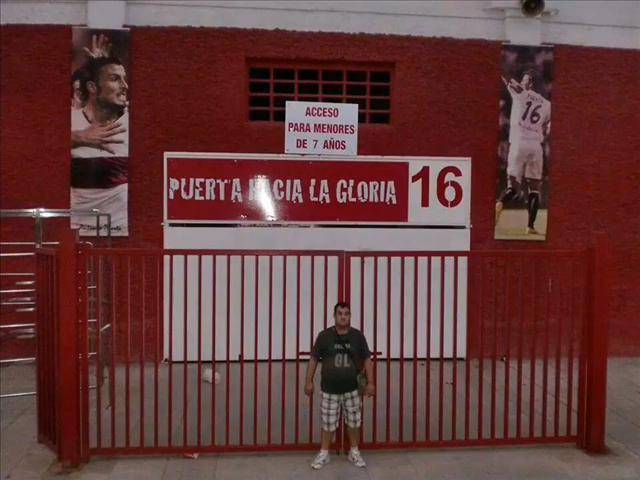 ACCESO
PARA MENORES
DE 7 AÑOS
PUERTA HACIA LA GLORIA 16
16